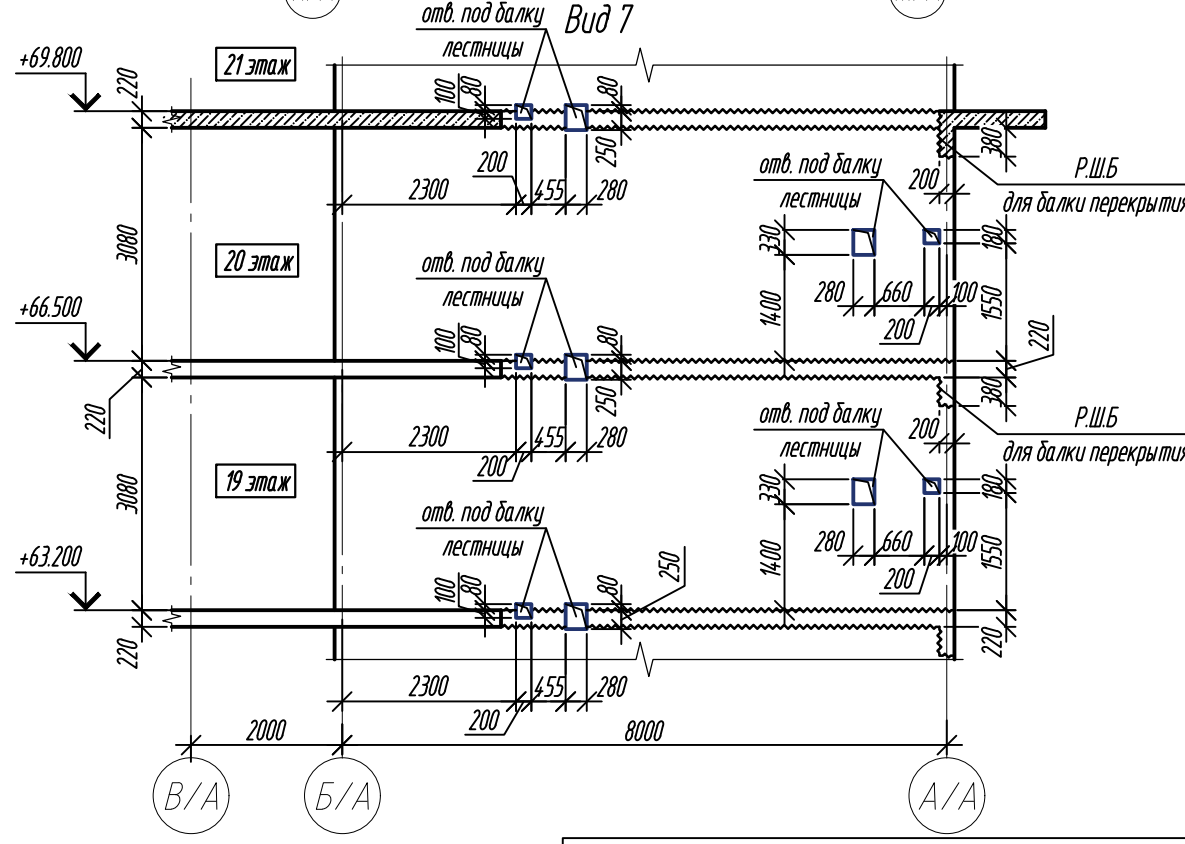 отв. под балку
лестницы
Вид 7
+69.800
21 этаж
220
100
80
80
250
380
200
2300
455
280
отв. под балку
лестницы
200
Р.Ш.Б
для балки перекрытия
3080
20 этаж
330
180
280
660
100
200
1400
1550
отв. под балку
лестницы
+66.500
100
80
80
250
220
220
380
2300
455
280
200
отв. под балку
лестницы
200
Р.Ш.Б
для балки перекрытия
3080
19 этаж
330
180
280
660
100
200
1400
1550
отв. под балку
лестницы
+63.200
100
80
80
250
220
220
2300
455
280
200
2000
8000
В/А
Б/А
А/А